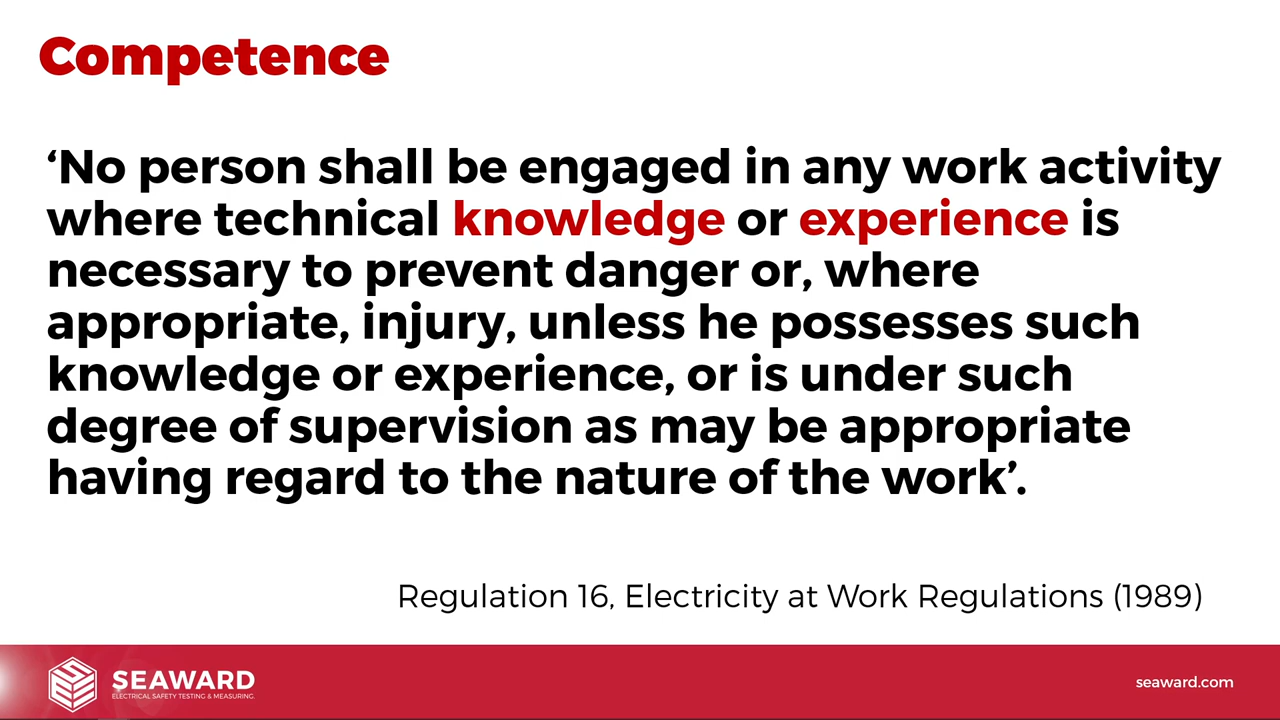 Competence
‘No person shall be engaged in any work activity
where technical knowledge or experience is
necessary to prevent danger or, where
appropriate, injury, unless he possesses such
knowledge or experience, or is under such
degree of supervision as may be appropriate
having regard to the nature of the work’.
Regulation 16, Electricity at Work Regulations (1989)
SEAWARD
ELECTRICAL SAFETY TESTING & MEASURING.
seaward.com